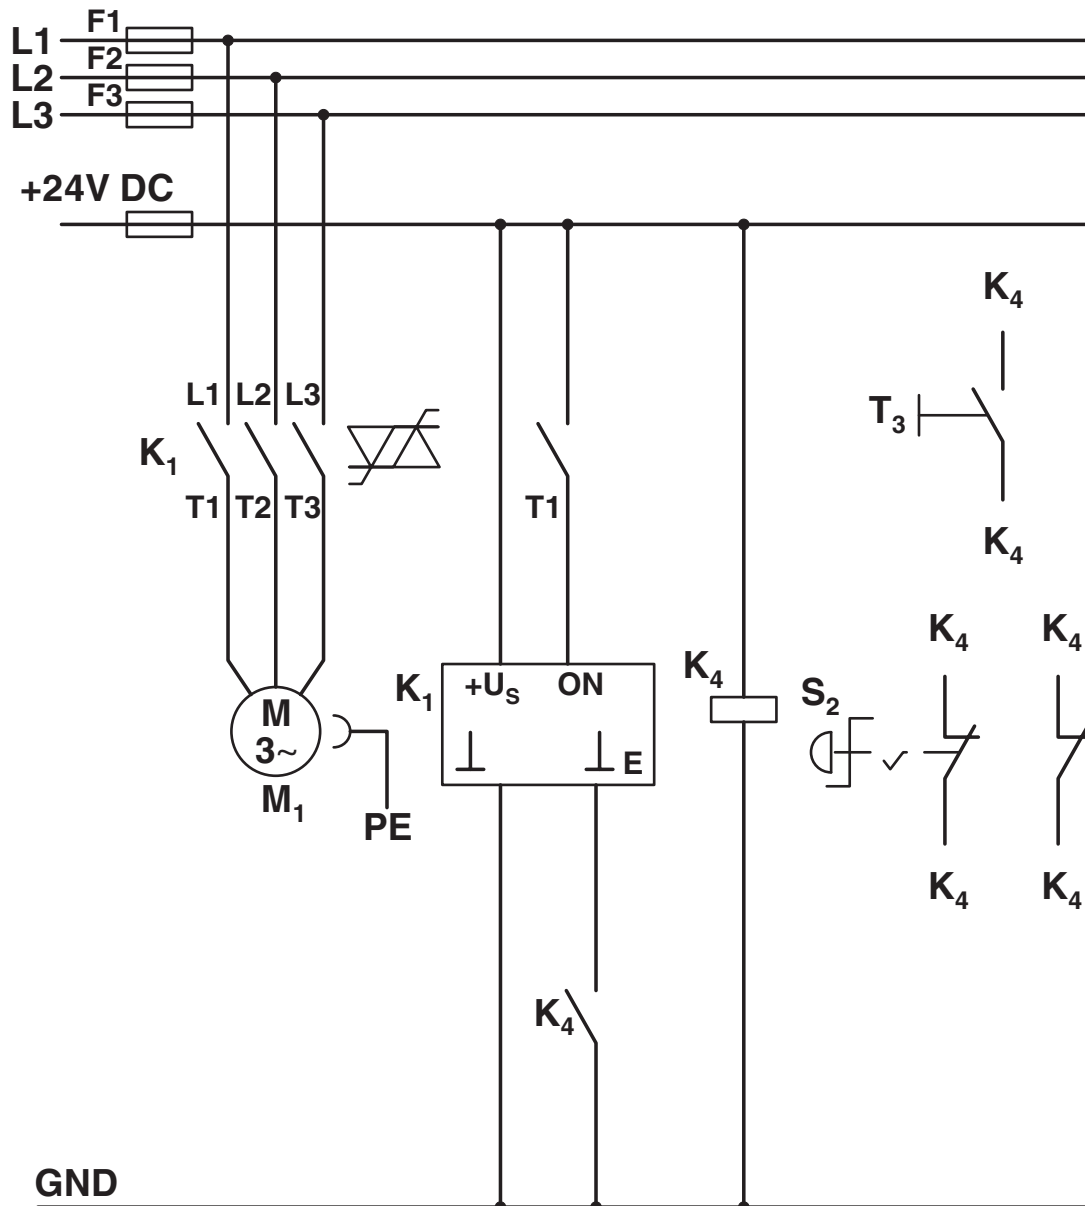 F1
L1
F2
L2
F3
L3
+24V DC
K4
L1 L2 L3
T3
K1
T1 T2 T3
T1
K4
K4 K4
K4
K1 +US ON
S2
M
3~
E
M1
PE
K4 K4
K4
GND